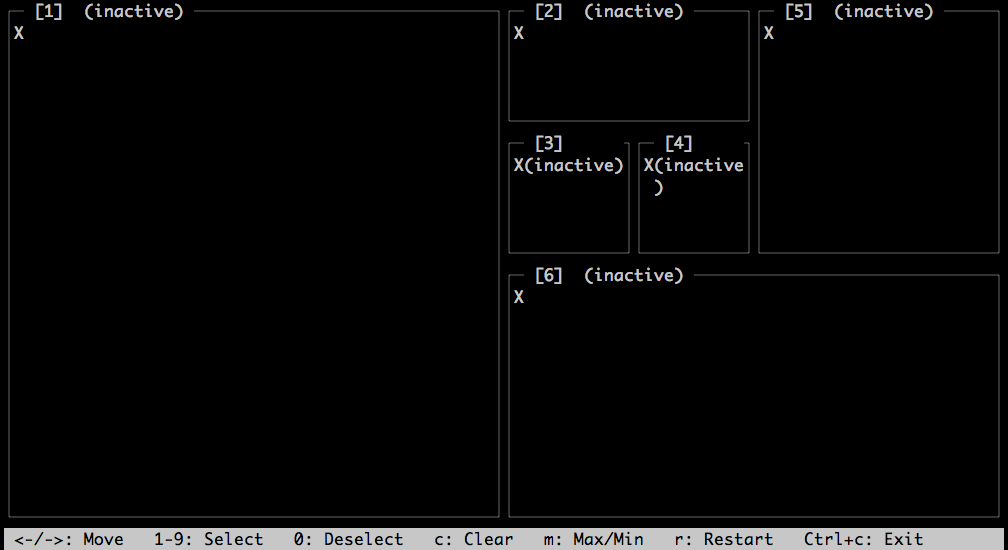 [1]  (inactive)
X
[2]  (inactive)
X
[5]  (inactive)
X
[3]
X(inactive)
[4]
X(inactive
)
[6]  (inactive)
X
<-/->: Move   1-9: Select   0: Deselect   c: Clear   m: Max/Min   r: Restart   Ctrl+c: Exit